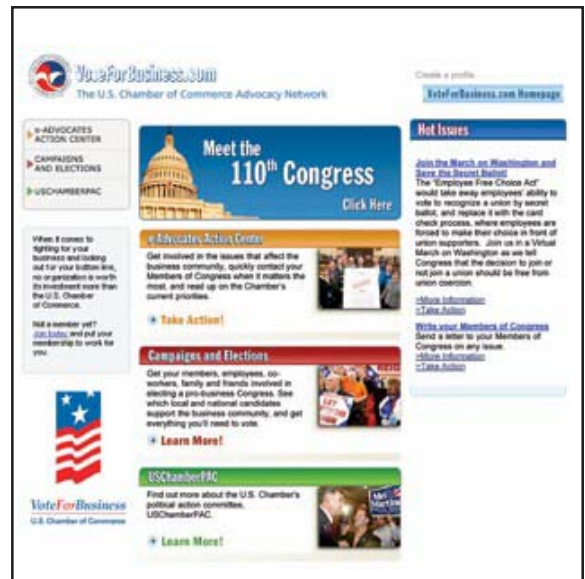 VoteForBusiness.com
The U.S. Chamber of Commerce Advocacy Network
Create a profile.
VoteForBusiness.com Homepage
e-ADVOCATES
ACTION CENTER
CAMPAIGNS
AND ELECTIONS
USCHAMBERPAC
When it comes to
fighting for your
business and looking
out for your bottom line,
no organization is worth
its investment more than
the U.S. Chamber
of Commerce.
Not a member yet?
Join today and put your
membership to work for
you.
VoteForBusiness
U.S. Chamber of Commerce
Meet the
110th Congress
Click Here
e-Advocates Action Center
Get involved in the issues that affect the
business community, quickly contact your
Members of Congress when it matters the
most, and read up on the Chamber's
current priorities.
Take Action!
Campaigns and Elections
Get your members, employees, co-
workers, family and friends involved in
electing a pro-business Congress. See
which local and national candidates
support the business community, and get
everything you'll need to vote.
Learn More!
USChamberPAC
Find out more about the U.S. Chamber's
political action committee,
USChamberPAC.
Learn More!
Hot Issues
Join the March on Washington and
Save the Secret Ballot!
The "Employee Free Choice Act"
would take away employees' ability to
vote to recognize a union by secret
ballot, and replace it with the card
check process, where employees are
forced to make their choice in front of
union supporters. Join us in a Virtual
March on Washington as we tell
Congress that the decision to join or
not join a union should be free from
union coercion.
>More Information
>Take Action
Write your Members of Congress
Send a letter to your Members of
Congress on any issue.
>More Information
>Take Action